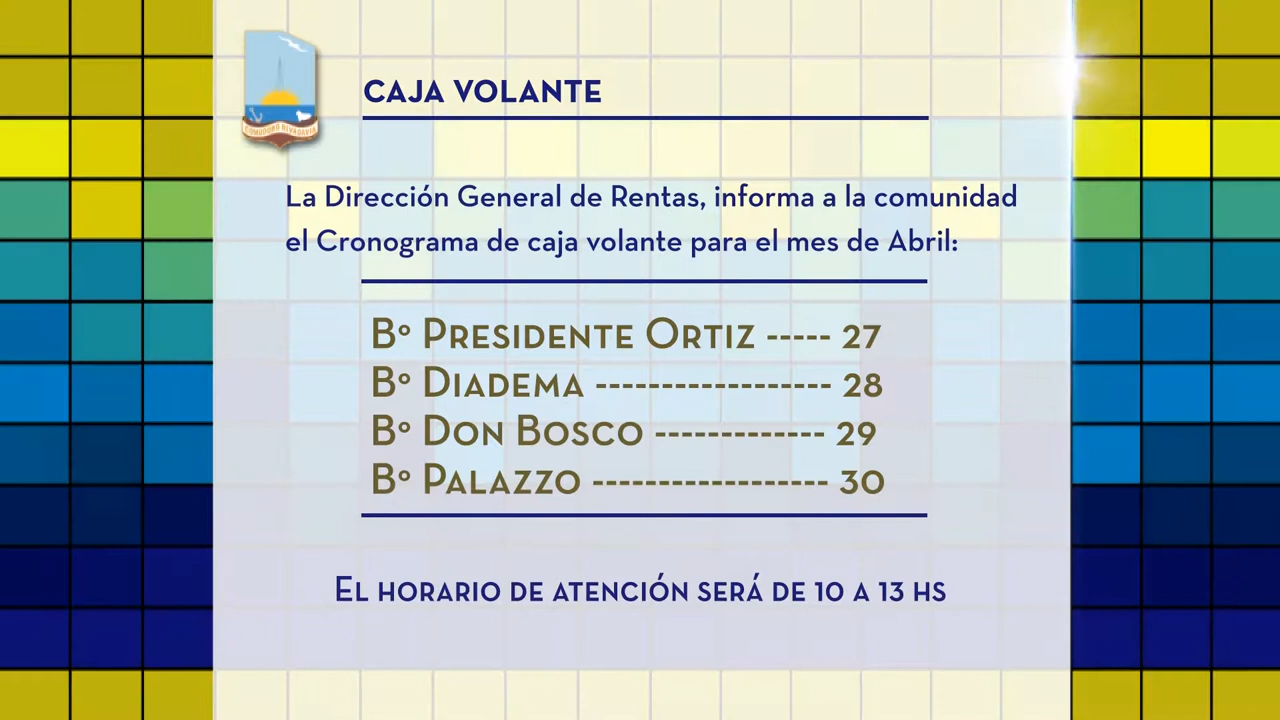 COMODORO RIVADAVIA
CAJA VOLANTE
La Dirección General de Rentas, informa a la comunidad
el Cronograma de caja volante para el mes de Abril:
Bº PRESIDENTE ORTIZ ----- 27
Bº DIADEMA ------------------ 28
Bº DON BOSCO ------------- 29
Bº PALAZZO ------------------ 30
EL HORARIO DE ATENCIÓN SERÁ DE 10 A 13 HS